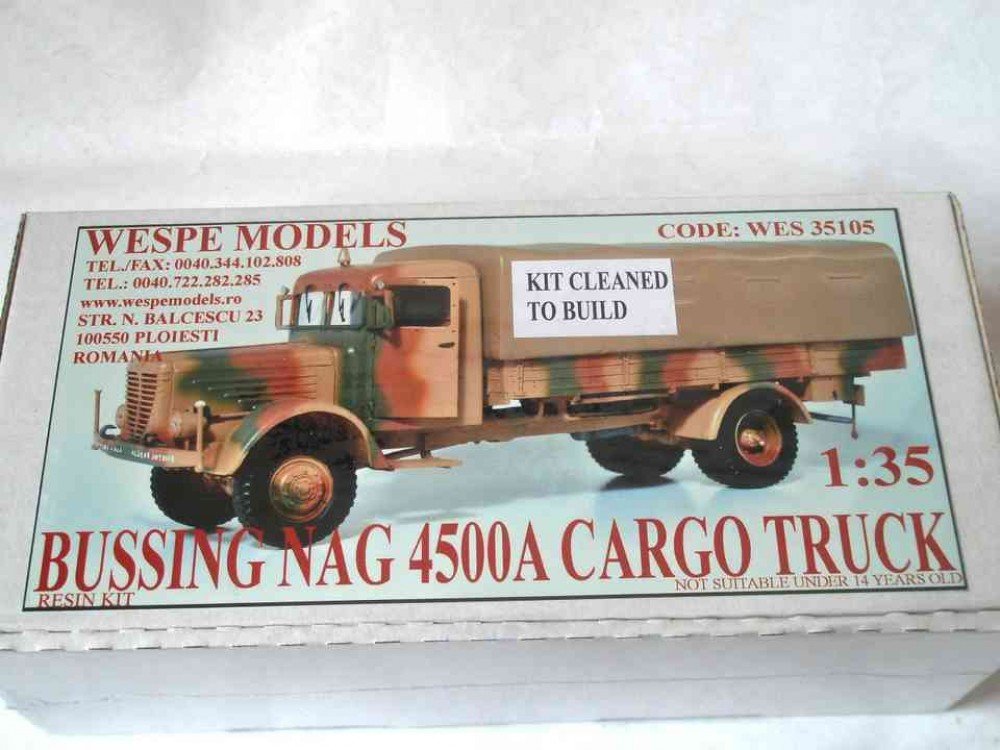 WESPE MODELS
TEL./FAX: 0040.344.102.808
TEL.: 0040.722.282.285
www.wespemodels.ro
STR. N. BALCESCU 23
100550 PLOIESTI
ROMANIA
CODE: WES 35105
KIT CLEANED
TO BUILD
1:35
BUSSING NAG 4500A CARGO TRUCK
RESIN KIT
NOT SUITABLE UNDER 14 YEARS OLD